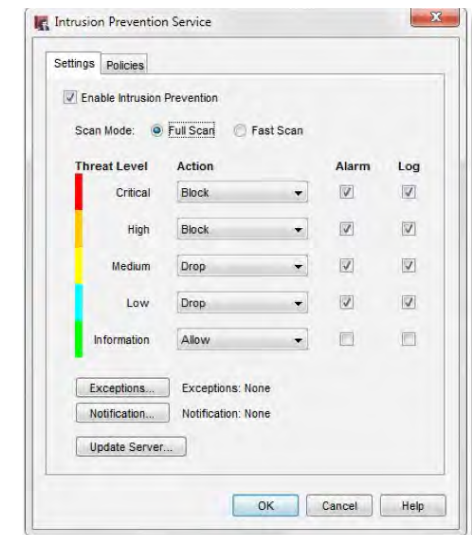 Intrusion Prevention Service
Settings Policies
Enable Intrusion Prevention
Scan Mode: Full Scan Fast Scan
Threat Level Action Alarm Log
Critical Block
High Block
Medium Drop
Low Drop
Information Allow
Exceptions... Exceptions: None
Notification... Notification: None
Update Server...
OK Cancel Help